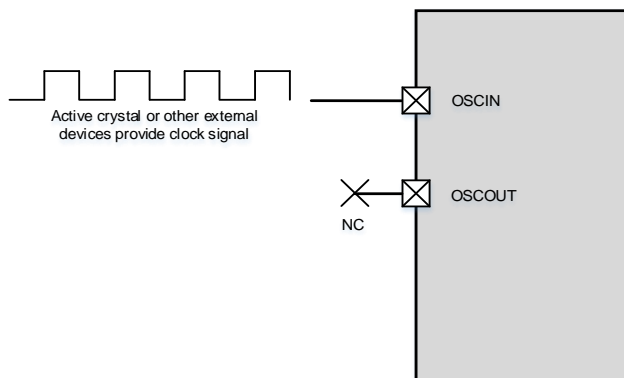 Active crystal or other external
devices provide clock signal
OSCIN
OSCOUT
NC